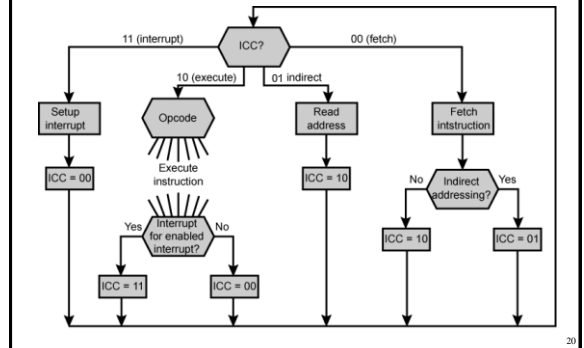 11 (interrupt)
ICC?
00 (fetch)
10 (execute)
01 indirect
Setup
interrupt
Opcode
Read
address
Fetch
intstruction
ICC = 00
Execute
instruction
ICC = 10
No
Indirect
addressing?
Yes
Yes
Interrupt
for enabled
interrupt?
No
ICC = 10
ICC = 01
ICC = 11
ICC = 00
20